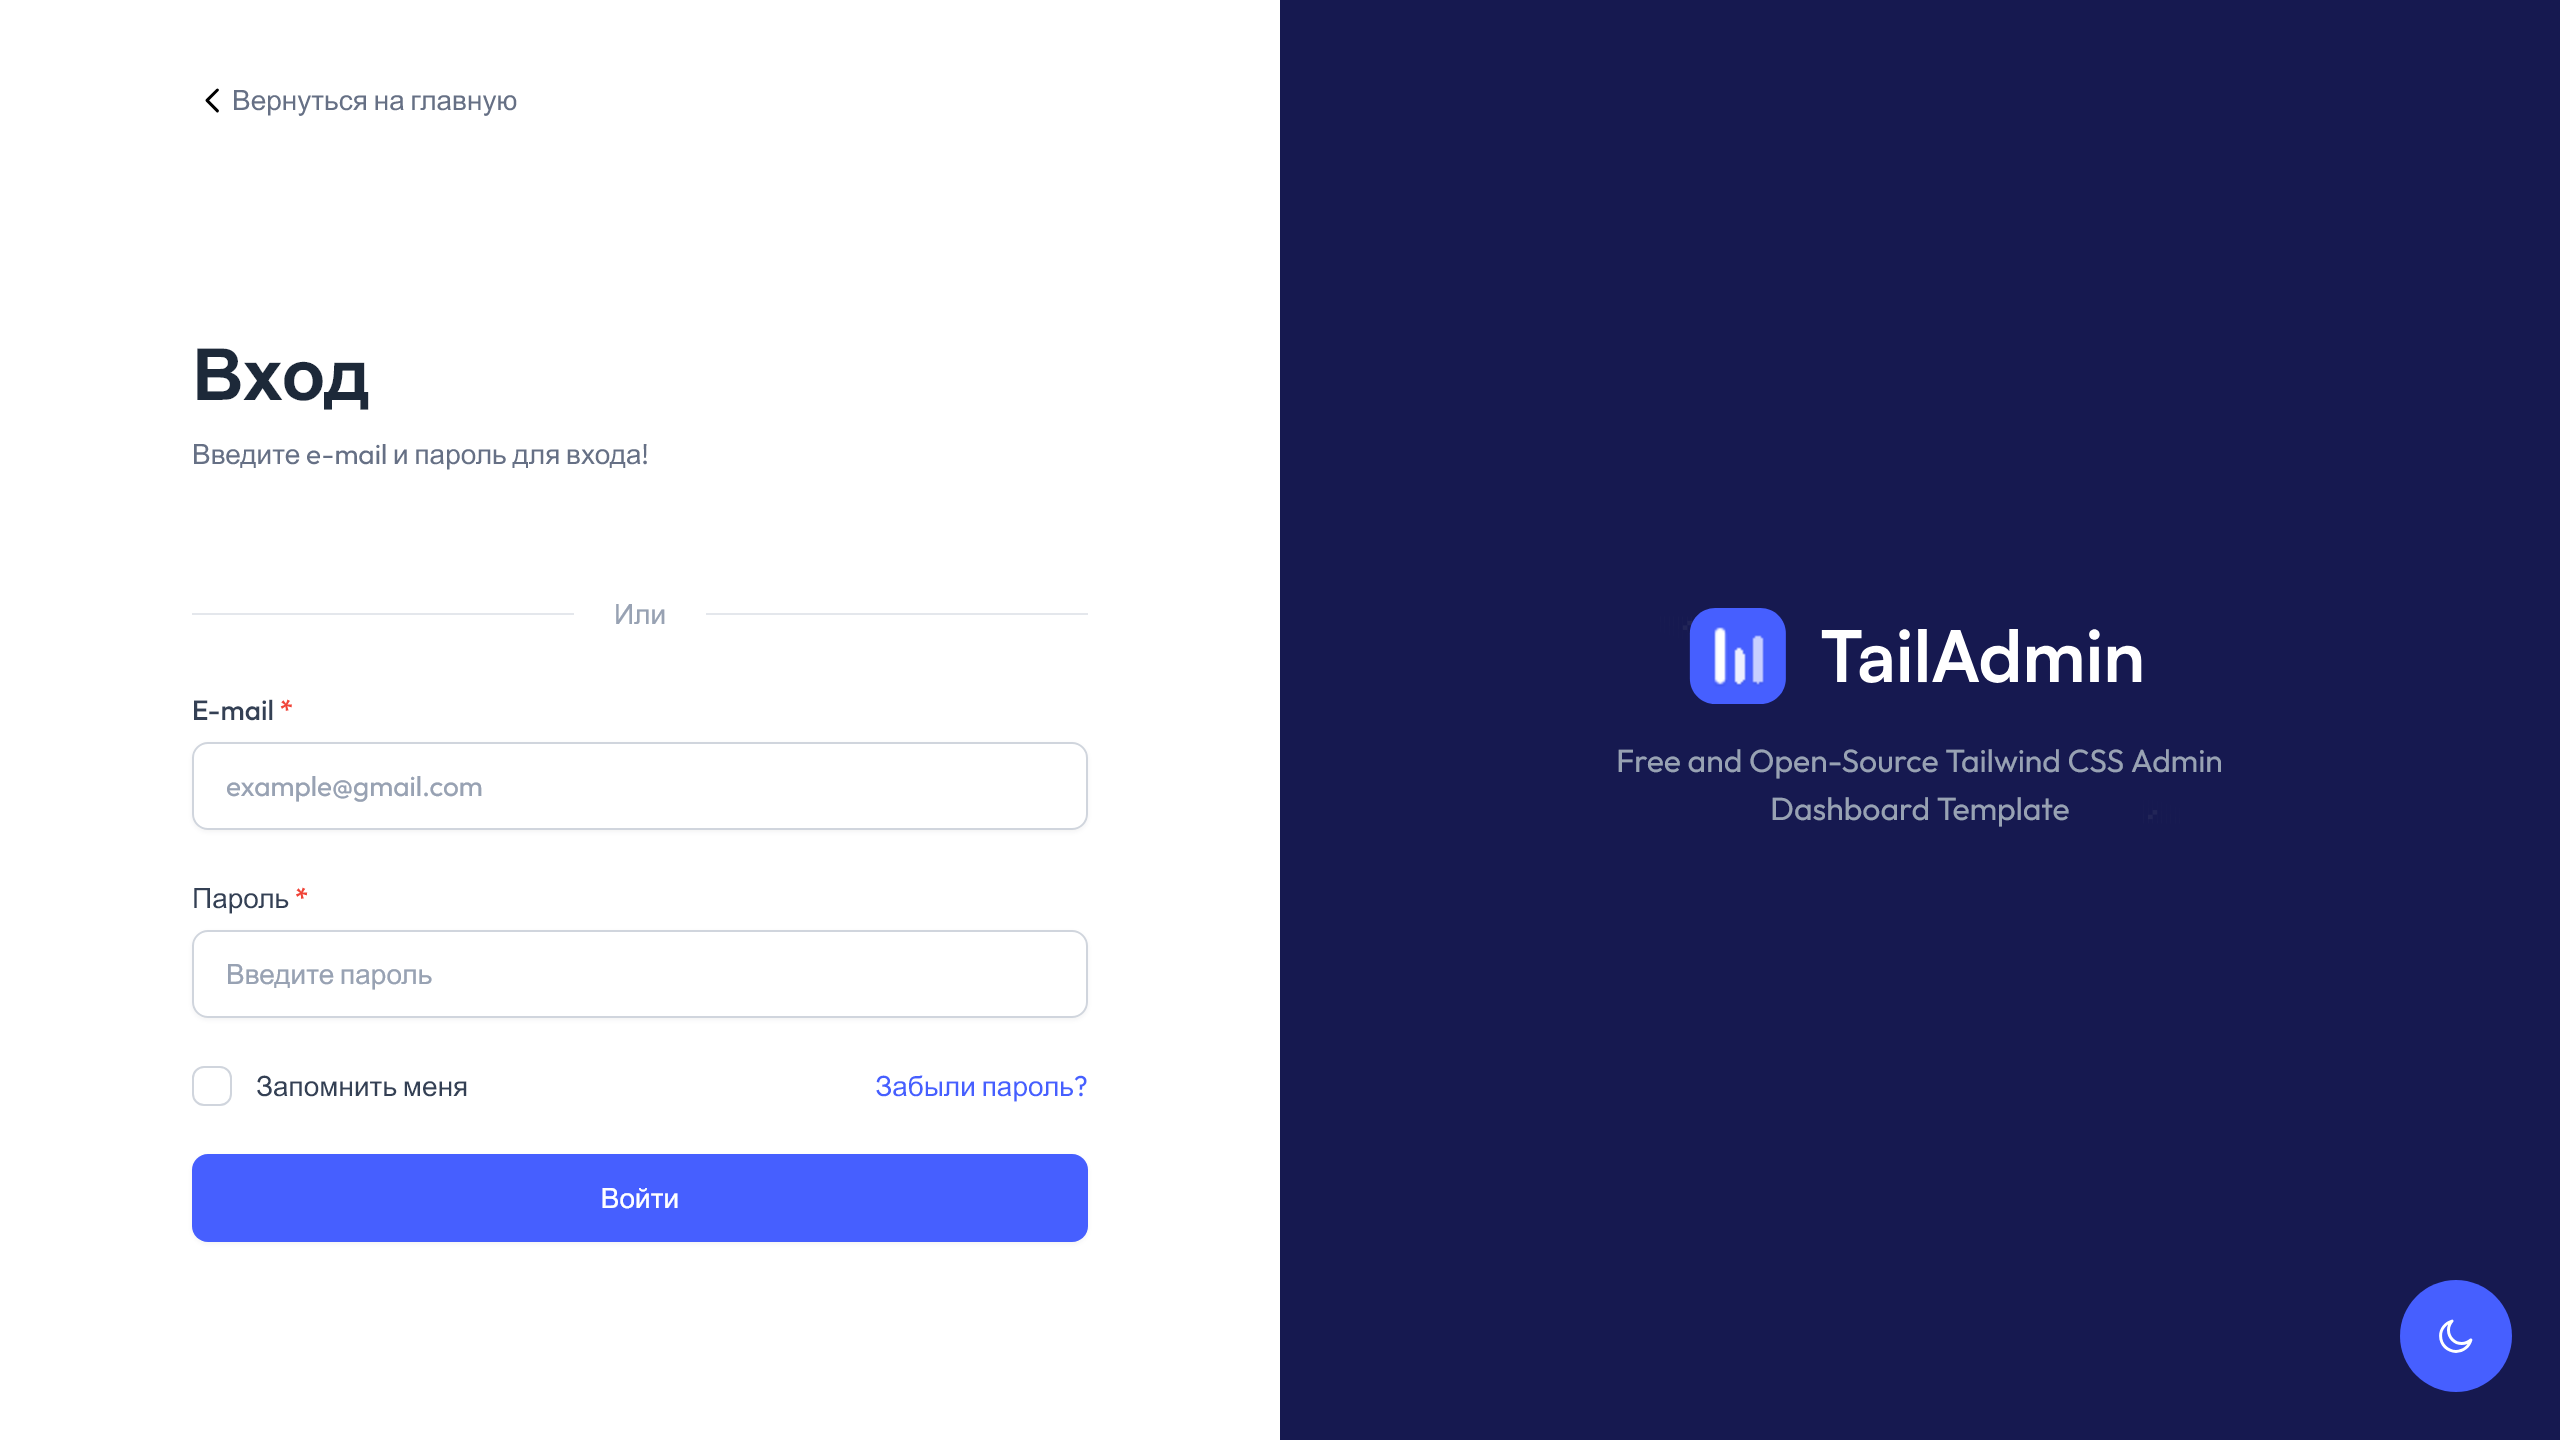 Вернуться на главную
Вход
Введите e-mail и пароль для входа!
Или
E-mail *
example@gmail.com
Пароль *
Введите пароль
Запомнить меня
Забыли пароль?
Войти
TailAdmin
Free and Open-Source Tailwind CSS Admin
Dashboard Template